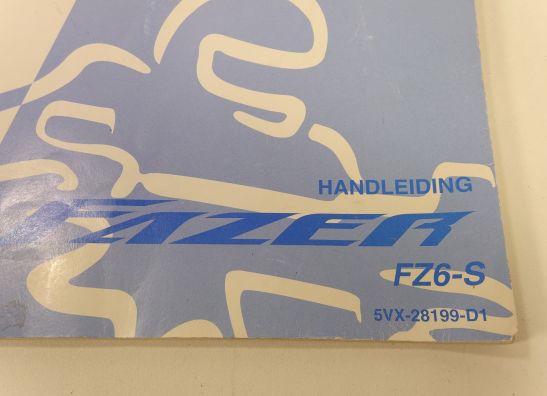 HANDLEIDING
FAZER
FZ6-S
5VX-28199-D1